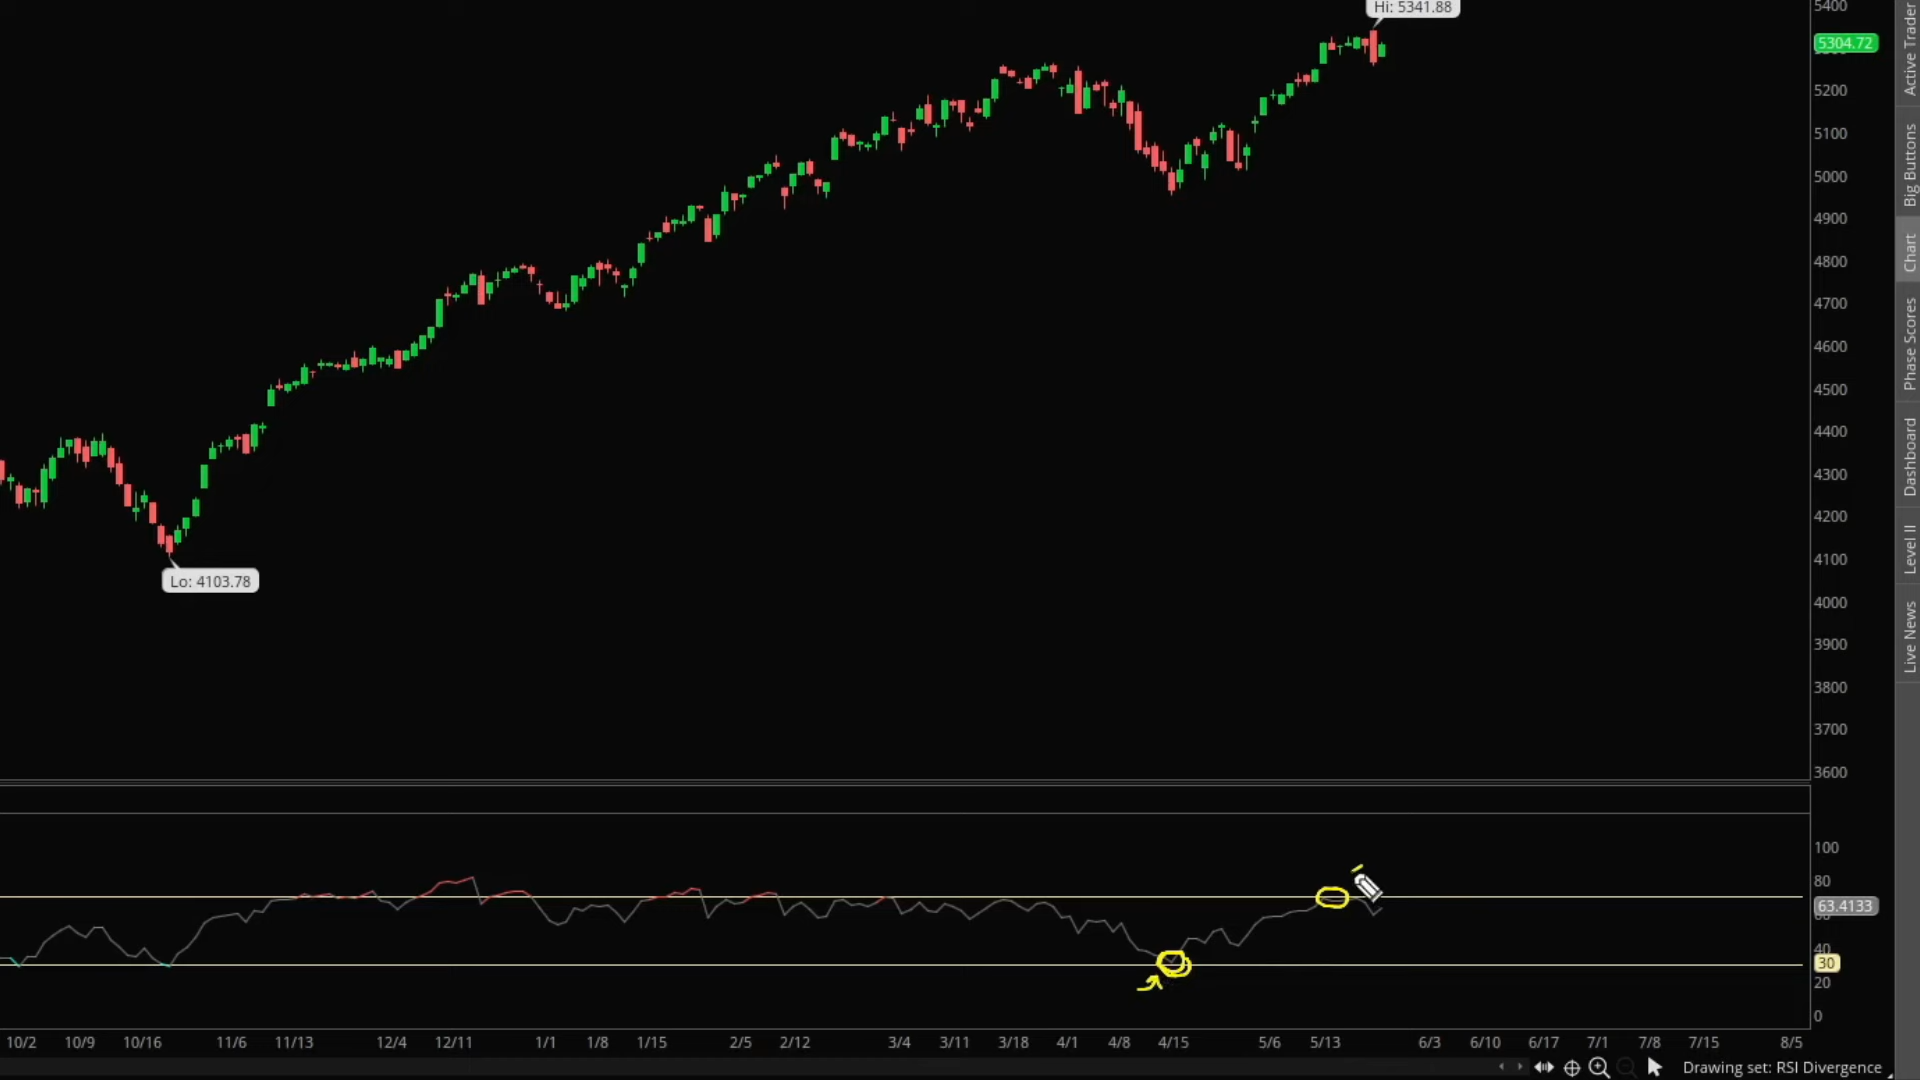 Hi: 5341.88
5400
5304.72
5200
5100
5000
4900
4800
4700
4600
4500
4400
4300
4200
4100
4000
3900
3800
3700
3600
Lo: 4103.78
100
80
63.4133
60
40
30
20
0
10/2 10/9 10/16 11/6 11/13 12/4 12/11 1/1 1/8 1/15 2/5 2/12 3/4 3/11 3/18 4/1 4/8 4/15 5/6 5/13 6/3 6/10 6/17 7/1 7/8 7/15 8/5
Drawing set: RSI Divergence
Active Trader
Big Buttons
Chart
Phase Scores
Dashboard
Level II
Live News